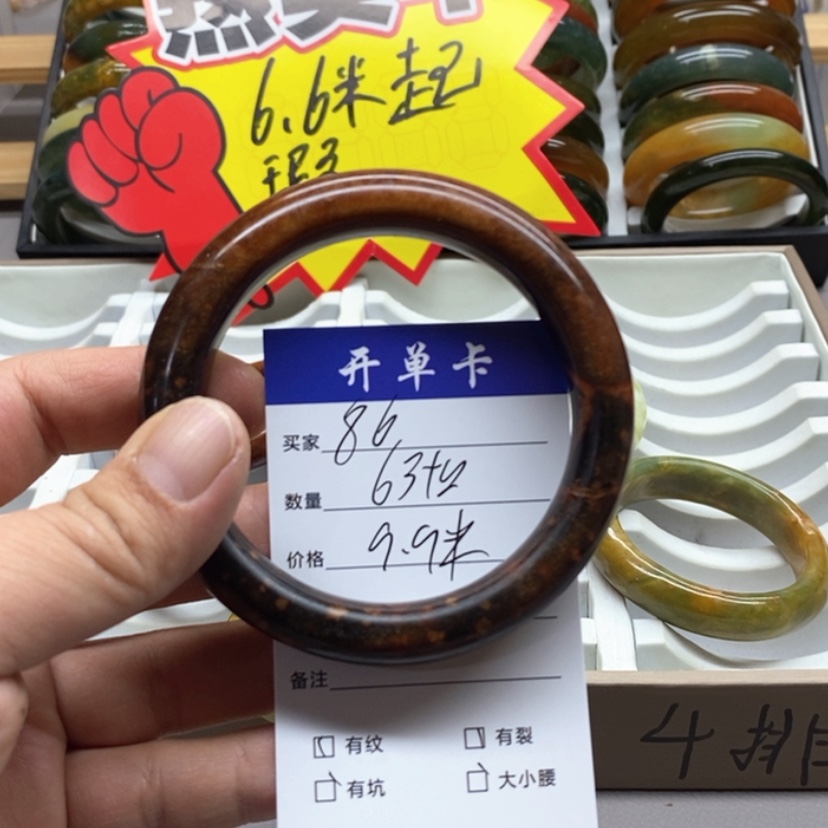 6.6米起
开单卡
买家 86
数量 63+
价格 9.9米
备注
有纹 有裂
有坑 大小腰
4排